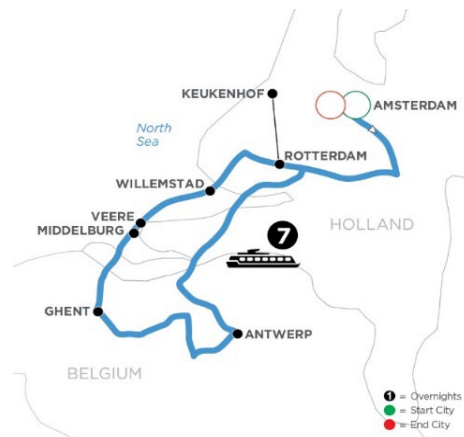 KEUKENHOF
AMSTERDAM
North
Sea
ROTTERDAM
WILLEMSTAD
VEERE
MIDDELBURG
HOLLAND
7
GHENT
ANTWERP
BELGIUM
1 = Overnights
= Start City
= End City